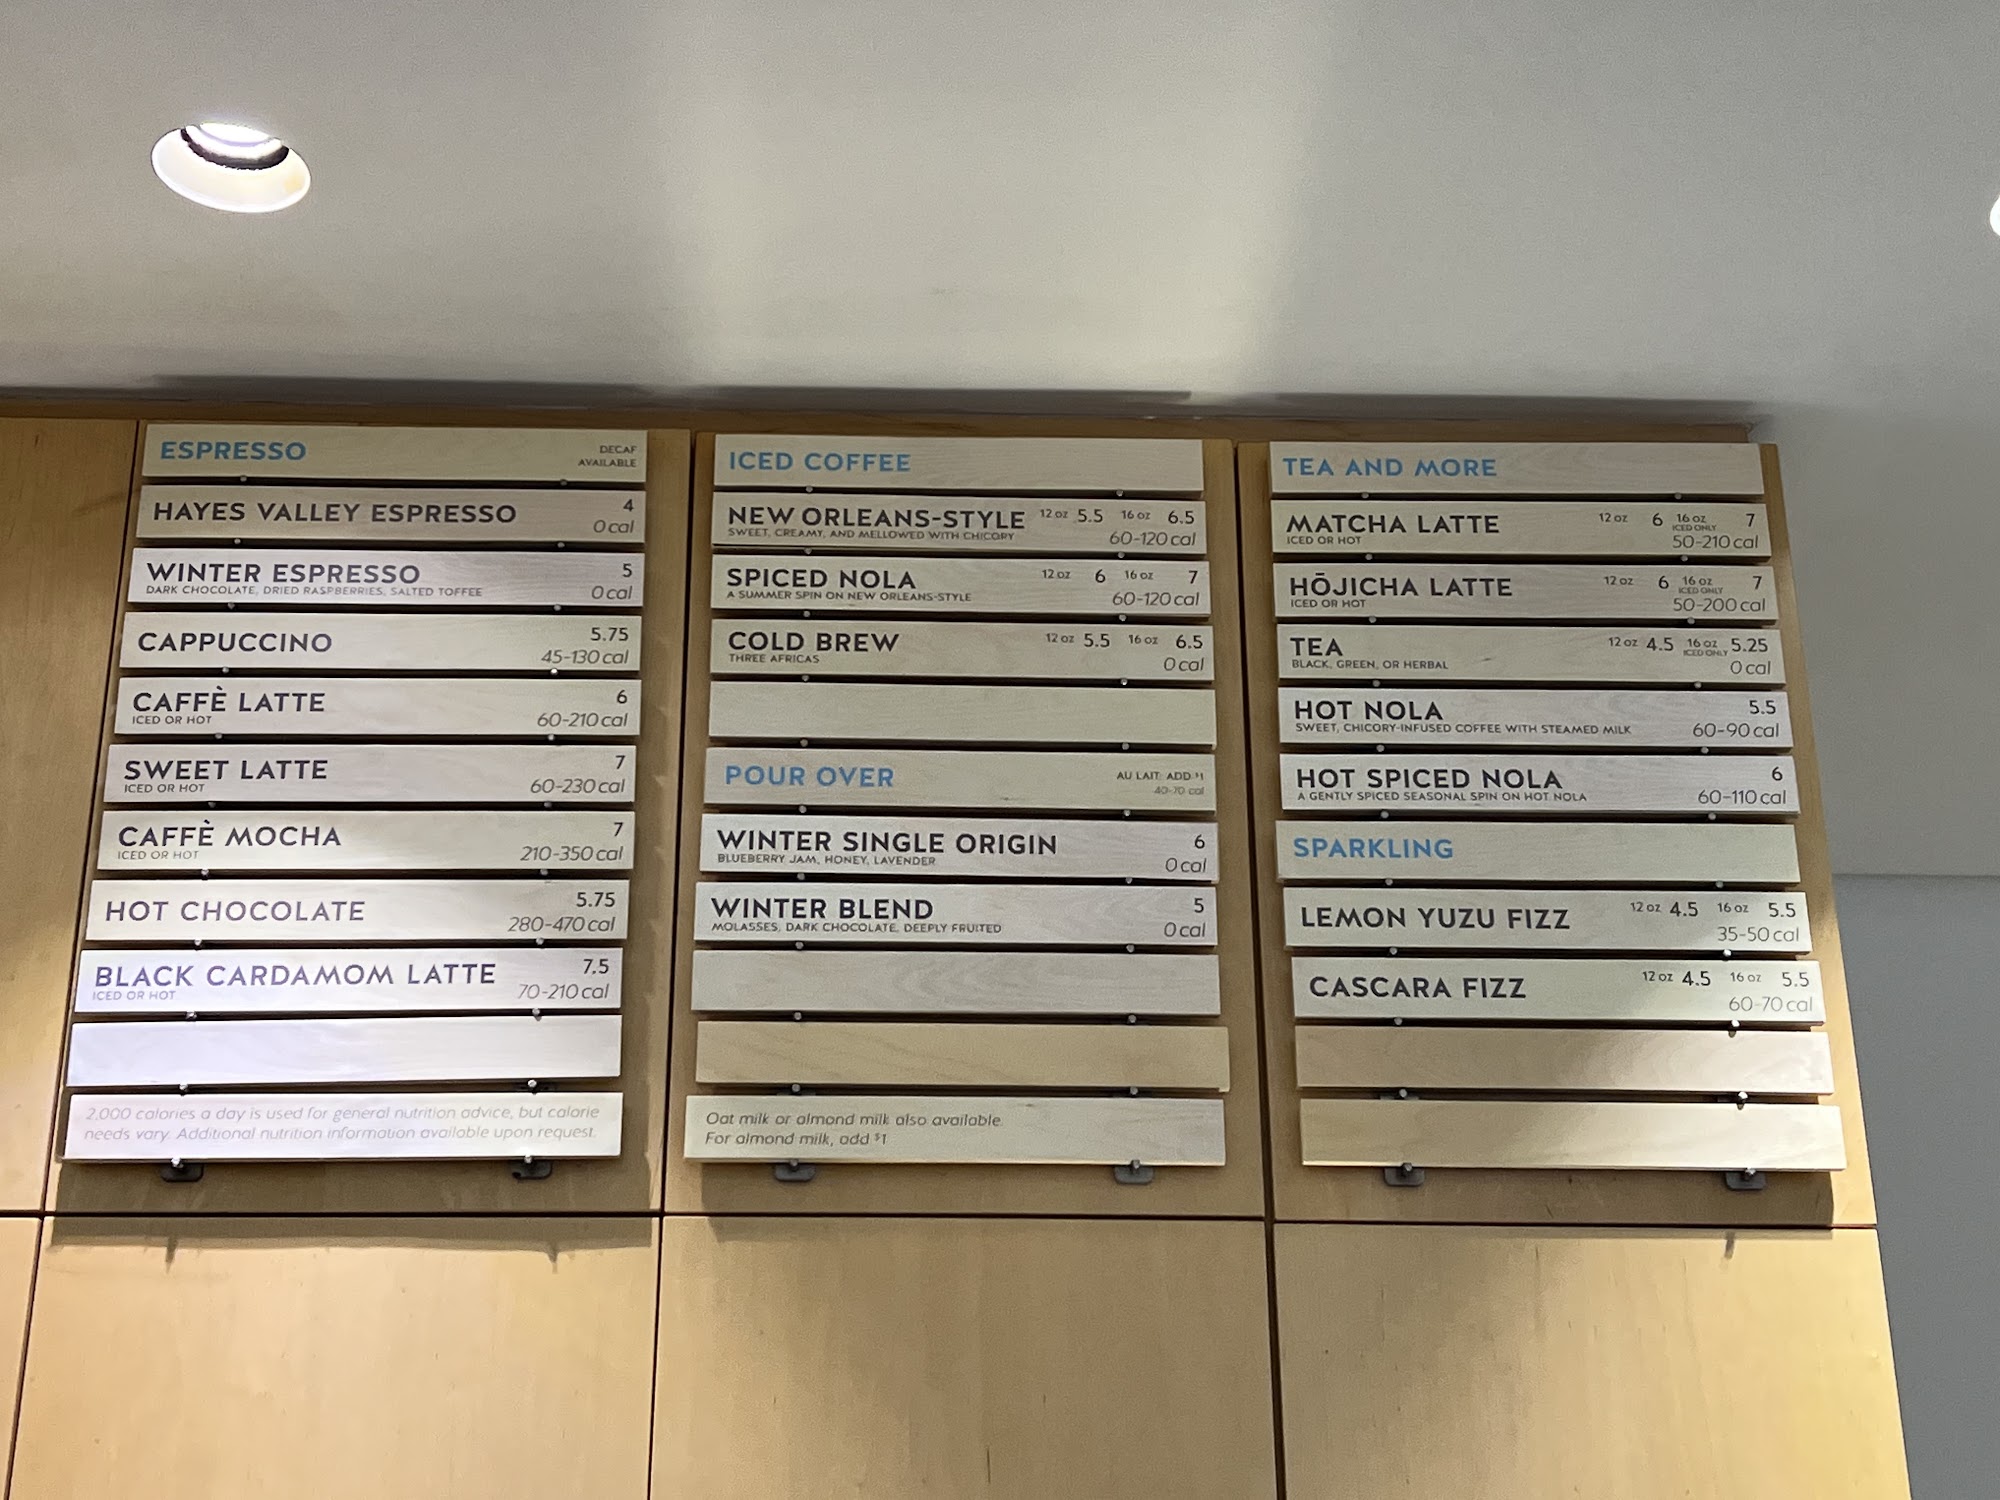 ESPRESSO DECAF AVAILABLE
HAYES VALLEY ESPRESSO 4
0 cal
WINTER ESPRESSO 5
DARK CHOCOLATE, DRIED RASPBERRIES, SALTED TOFFEE 0 cal
CAPPUCCINO 5.75
45-130 cal
CAFFÈ LATTE 6
ICED OR HOT 60-210 cal
SWEET LATTE 7
ICED OR HOT 60-230 cal
CAFFÈ MOCHA 7
ICED OR HOT 210-350 cal
HOT CHOCOLATE 5.75
280-470 cal
BLACK CARDAMOM LATTE 7.5
ICED OR HOT 70-210 cal
2,000 calories a day is used for general nutrition advice, but calorie
needs vary. Additional nutrition information available upon request.
ICED COFFEE
NEW ORLEANS-STYLE 12 oz 5.5 16 oz 6.5
SWEET, CREAMY, AND MELLOWED WITH CHICORY 60-120 cal
SPICED NOLA 12 oz 6 16 oz 7
A SUMMER SPIN ON NEW ORLEANS-STYLE 60-120 cal
COLD BREW 12 oz 5.5 16 oz 6.5
THREE AFRICAS 0 cal
POUR OVER AU LAIT: ADD $1
40-70 cal
WINTER SINGLE ORIGIN 6
BLUEBERRY JAM, HONEY, LAVENDER 0 cal
WINTER BLEND 5
MOLASSES, DARK CHOCOLATE, DEEPLY FRUITED 0 cal
Oat milk or almond milk also available.
For almond milk, add $1
TEA AND MORE
MATCHA LATTE 12 oz 6 16 oz ICED ONLY 7
ICED OR HOT 50-210 cal
HŌJICHA LATTE 12 oz 6 16 oz ICED ONLY 7
ICED OR HOT 50-200 cal
TEA 12 oz 4.5 16 oz ICED ONLY 5.25
BLACK, GREEN, OR HERBAL 0 cal
HOT NOLA 5.5
SWEET, CHICORY-INFUSED COFFEE WITH STEAMED MILK 60-90 cal
HOT SPICED NOLA 6
A GENTLY SPICED SEASONAL SPIN ON HOT NOLA 60-110 cal
SPARKLING
LEMON YUZU FIZZ 12 oz 4.5 16 oz 5.5
35-50 cal
CASCARA FIZZ 12 oz 4.5 16 oz 5.5
60-70 cal